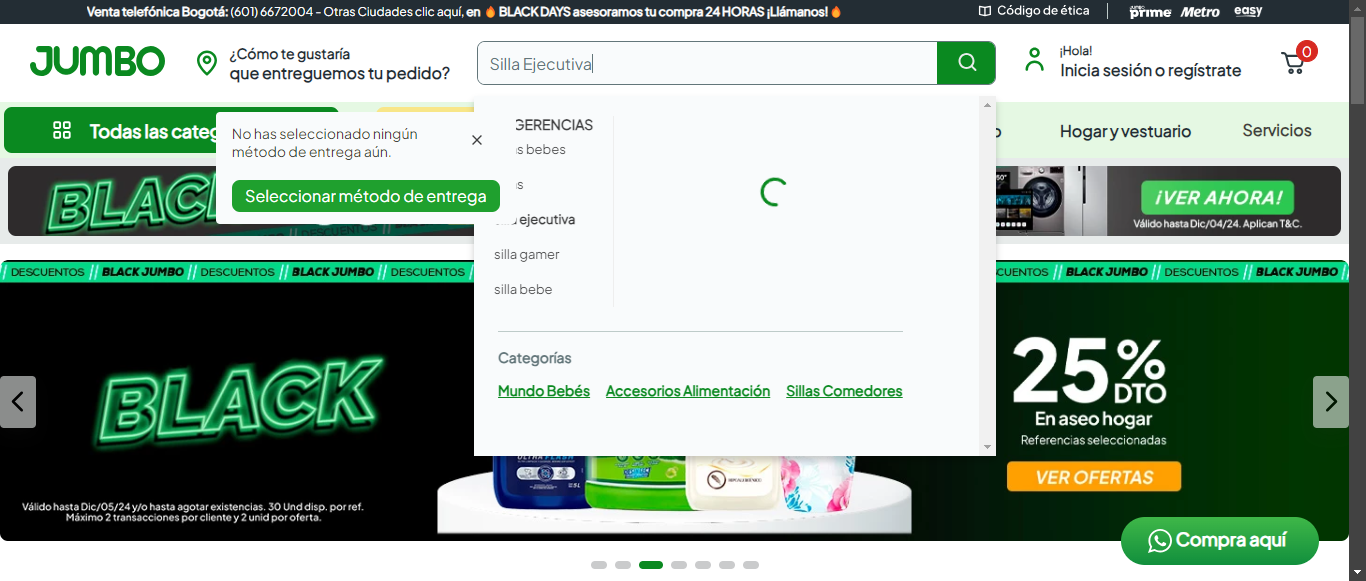 Venta telefónica Bogotá: (601) 6672004 - Otras Ciudades clic aquí, en 🔥 BLACK DAYS asesoramos tu compra 24 HORAS ¡Llámanos!🔥
Código de ética
JUMBO prime
Metro
easy
JUMBO
¿Cómo te gustaría
que entreguemos tu pedido?
Silla Ejecutiva
¡Hola!
Inicia sesión o regístrate
0
Todas las categ
No has seleccionado ningún
método de entrega aún.
Seleccionar método de entrega
GERENCIAS
s bebes
s
ejecutiva
silla gamer
silla bebe
Categorías
Mundo Bebés Accesorios Alimentación Sillas Comedores
o
Hogar y vestuario
Servicios
BLACK
DESCUENTOS
¡VER AHORA!
Válido hasta Dic/04/24. Aplican T&C.
DESCUENTOS // BLACK JUMBO // DESCUENTOS // BLACK JUMBO // DESCUENTOS //
CUENTOS // BLACK JUMBO // DESCUENTOS // BLACK JUMBO //
BLACK
Válido hasta Dic/05/24 y/o hasta agotar existencias. 30 Und disp. por ref.
Máximo 2 transacciones por cliente y 2 unid por oferta.
ULTRA FLASH
25% DTO
En aseo hogar
Referencias seleccionadas
VER OFERTAS
Compra aquí